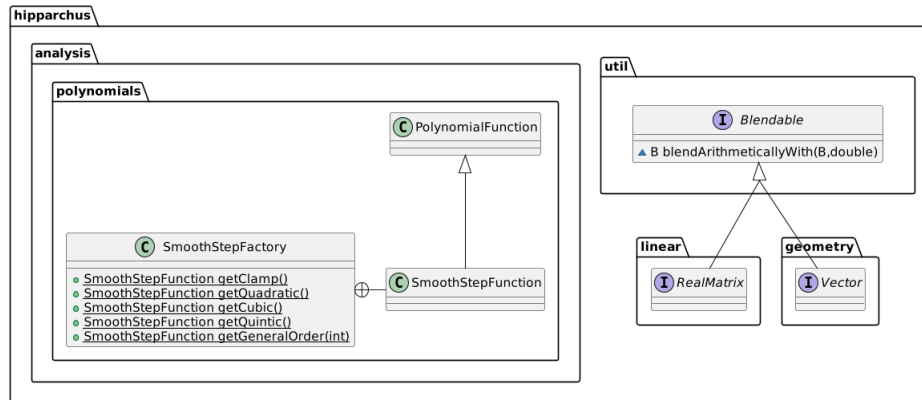 hipparchus
analysis
polynomials
C PolynomialFunction
C SmoothStepFactory
SmoothStepFunction getClamp()
SmoothStepFunction getQuadratic()
SmoothStepFunction getCubic()
SmoothStepFunction getQuintic()
SmoothStepFunction getGeneralOrder(int)
C SmoothStepFunction
util
I Blendable
B blendArithmeticallyWith(B,double)
linear
I RealMatrix
geometry
I Vector